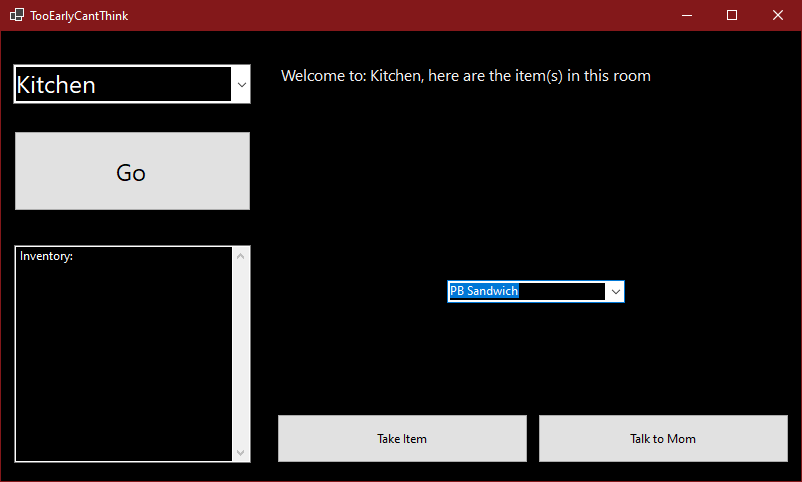 TooEarlyCantThink
Kitchen
Welcome to: Kitchen, here are the item(s) in this room
Go
Inventory:
PB Sandwich
Take Item
Talk to Mom